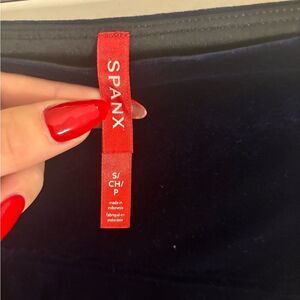 SPANX
S/
CH/
P
made in
indonesia
fabriqué en
indonésie